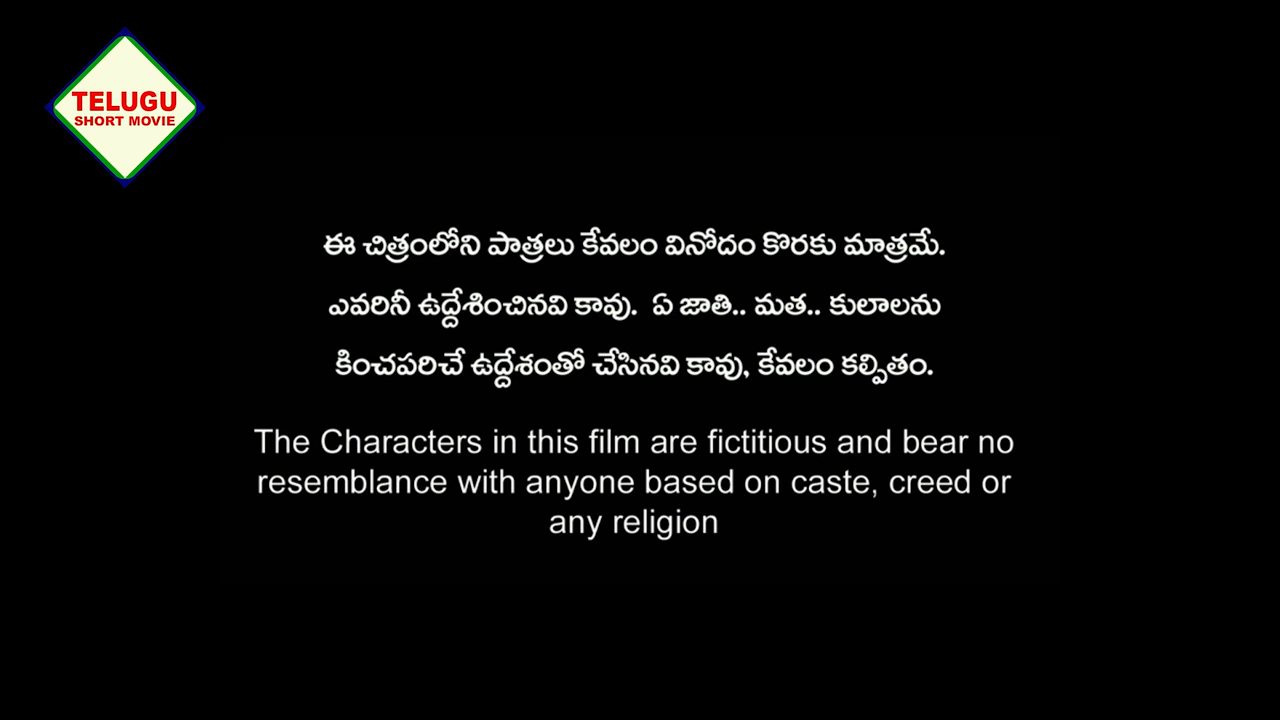 TELUGU
SHORT MOVIE
ఈ చిత్రంలోని పాత్రలు కేవలం వినోదం కొరకు మాత్రమే.
ఎవరినీ ఉద్దేశించినవి కావు. ఏ జాతి.. మత.. కులాలను
కించపరిచే ఉద్దేశంతో చేసినవి కావు, కేవలం కల్పితం.
The Characters in this film are fictitious and bear no
resemblance with anyone based on caste, creed or
any religion